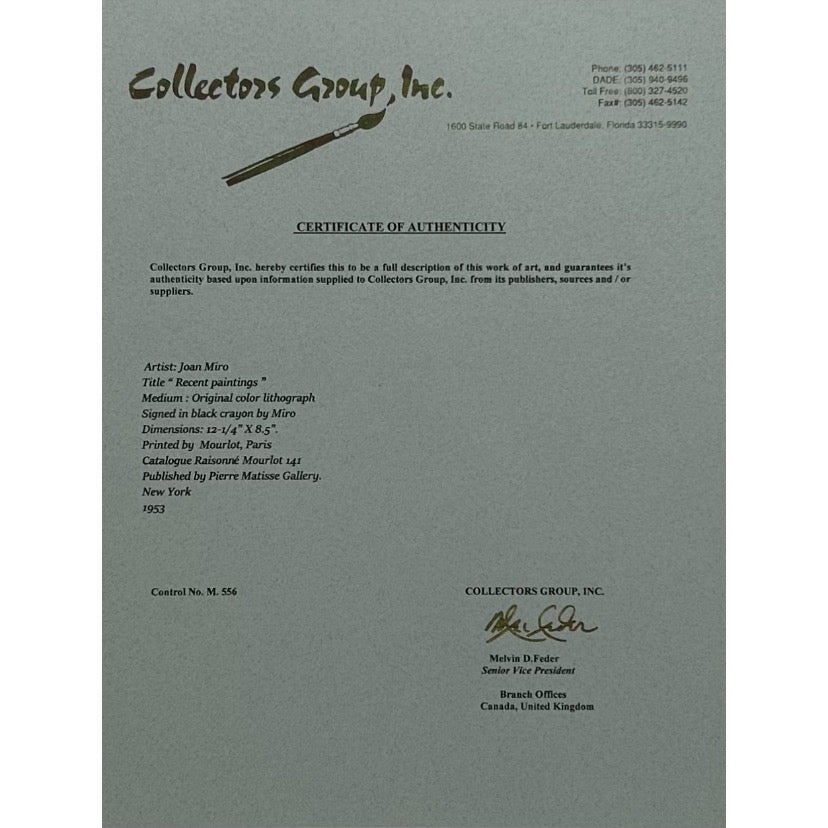 Collectors Group, Inc.
Phone: (305) 462-5111
DADE: (305) 940-9496
Toll Free: (800) 327-4520
Fax#: (305) 462-5142
1600 State Road 84 • Fort Lauderdale, Florida 33315-9990
CERTIFICATE OF AUTHENTICITY
Collectors Group, Inc. hereby certifies this to be a full description of this work of art, and guarantees it's
authenticity based upon information supplied to Collectors Group, Inc. from its publishers, sources and / or
suppliers.
Artist: Joan Miro
Title “ Recent paintings ”
Medium : Original color lithograph
Signed in black crayon by Miro
Dimensions: 12-1/4” X 8.5”.
Printed by Mourlot, Paris
Catalogue Raisonné Mourlot 141
Published by Pierre Matisse Gallery.
New York
1953
Control No. M. 556
COLLECTORS GROUP, INC.
Melvin D.Feder
Senior Vice President
Branch Offices
Canada, United Kingdom